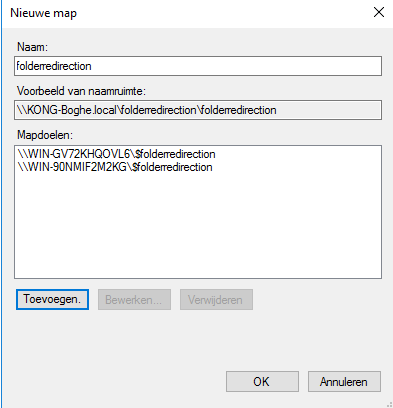 Nieuwe map
Naam:
folderredirection
Voorbeeld van naamruimte:
\\KONG-Boghe.local\folderredirection\folderredirection
Mapdoelen:
\\WIN-GV72KHQOVL6\$folderredirection
\\WIN-90NMIF2M2KG\$folderredirection
Toevoegen.
Bewerken...
Verwijderen
OK
Annuleren